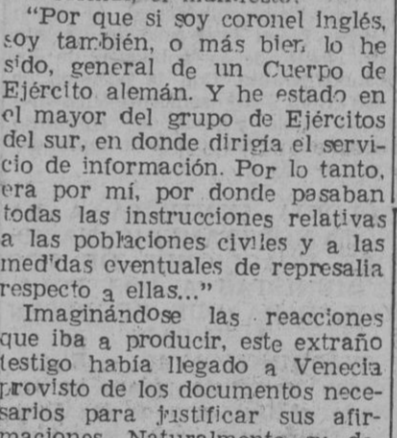 “Por que si soy coronel inglés,
soy también, o más bien lo he
sido, general de un Cuerpo de
Ejército alemán. Y he estado en
el mayor del grupo de Ejércitos
del sur, en donde dirigía el servi-
cio de información. Por lo tanto,
era por mí, por donde pasaban
todas las instrucciones relativas
a las poblaciones civiles y a las
med'das eventuales de represalia
respecto a ellas...”
Imaginándose las reacciones
que iba a producir, este extraño
testigo había llegado a Venecia
provisto de los documentos nece-
sarios para justificar sus afir-
maciones. Naturalmente